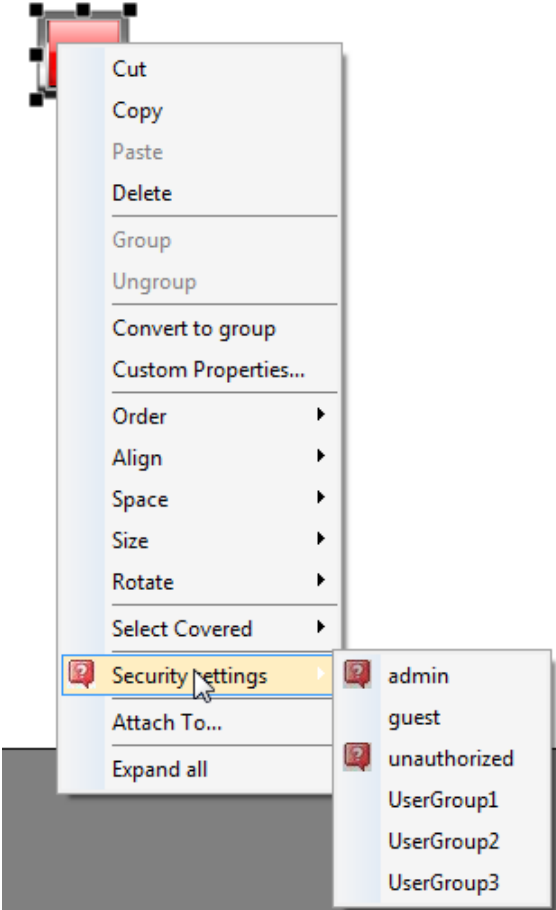 Cut
Copy
Paste
Delete
Group
Ungroup
Convert to group
Custom Properties...
Order
Align
Space
Size
Rotate
Select Covered
Security settings
Attach To...
Expand all
admin
guest
unauthorized
UserGroup1
UserGroup2
UserGroup3